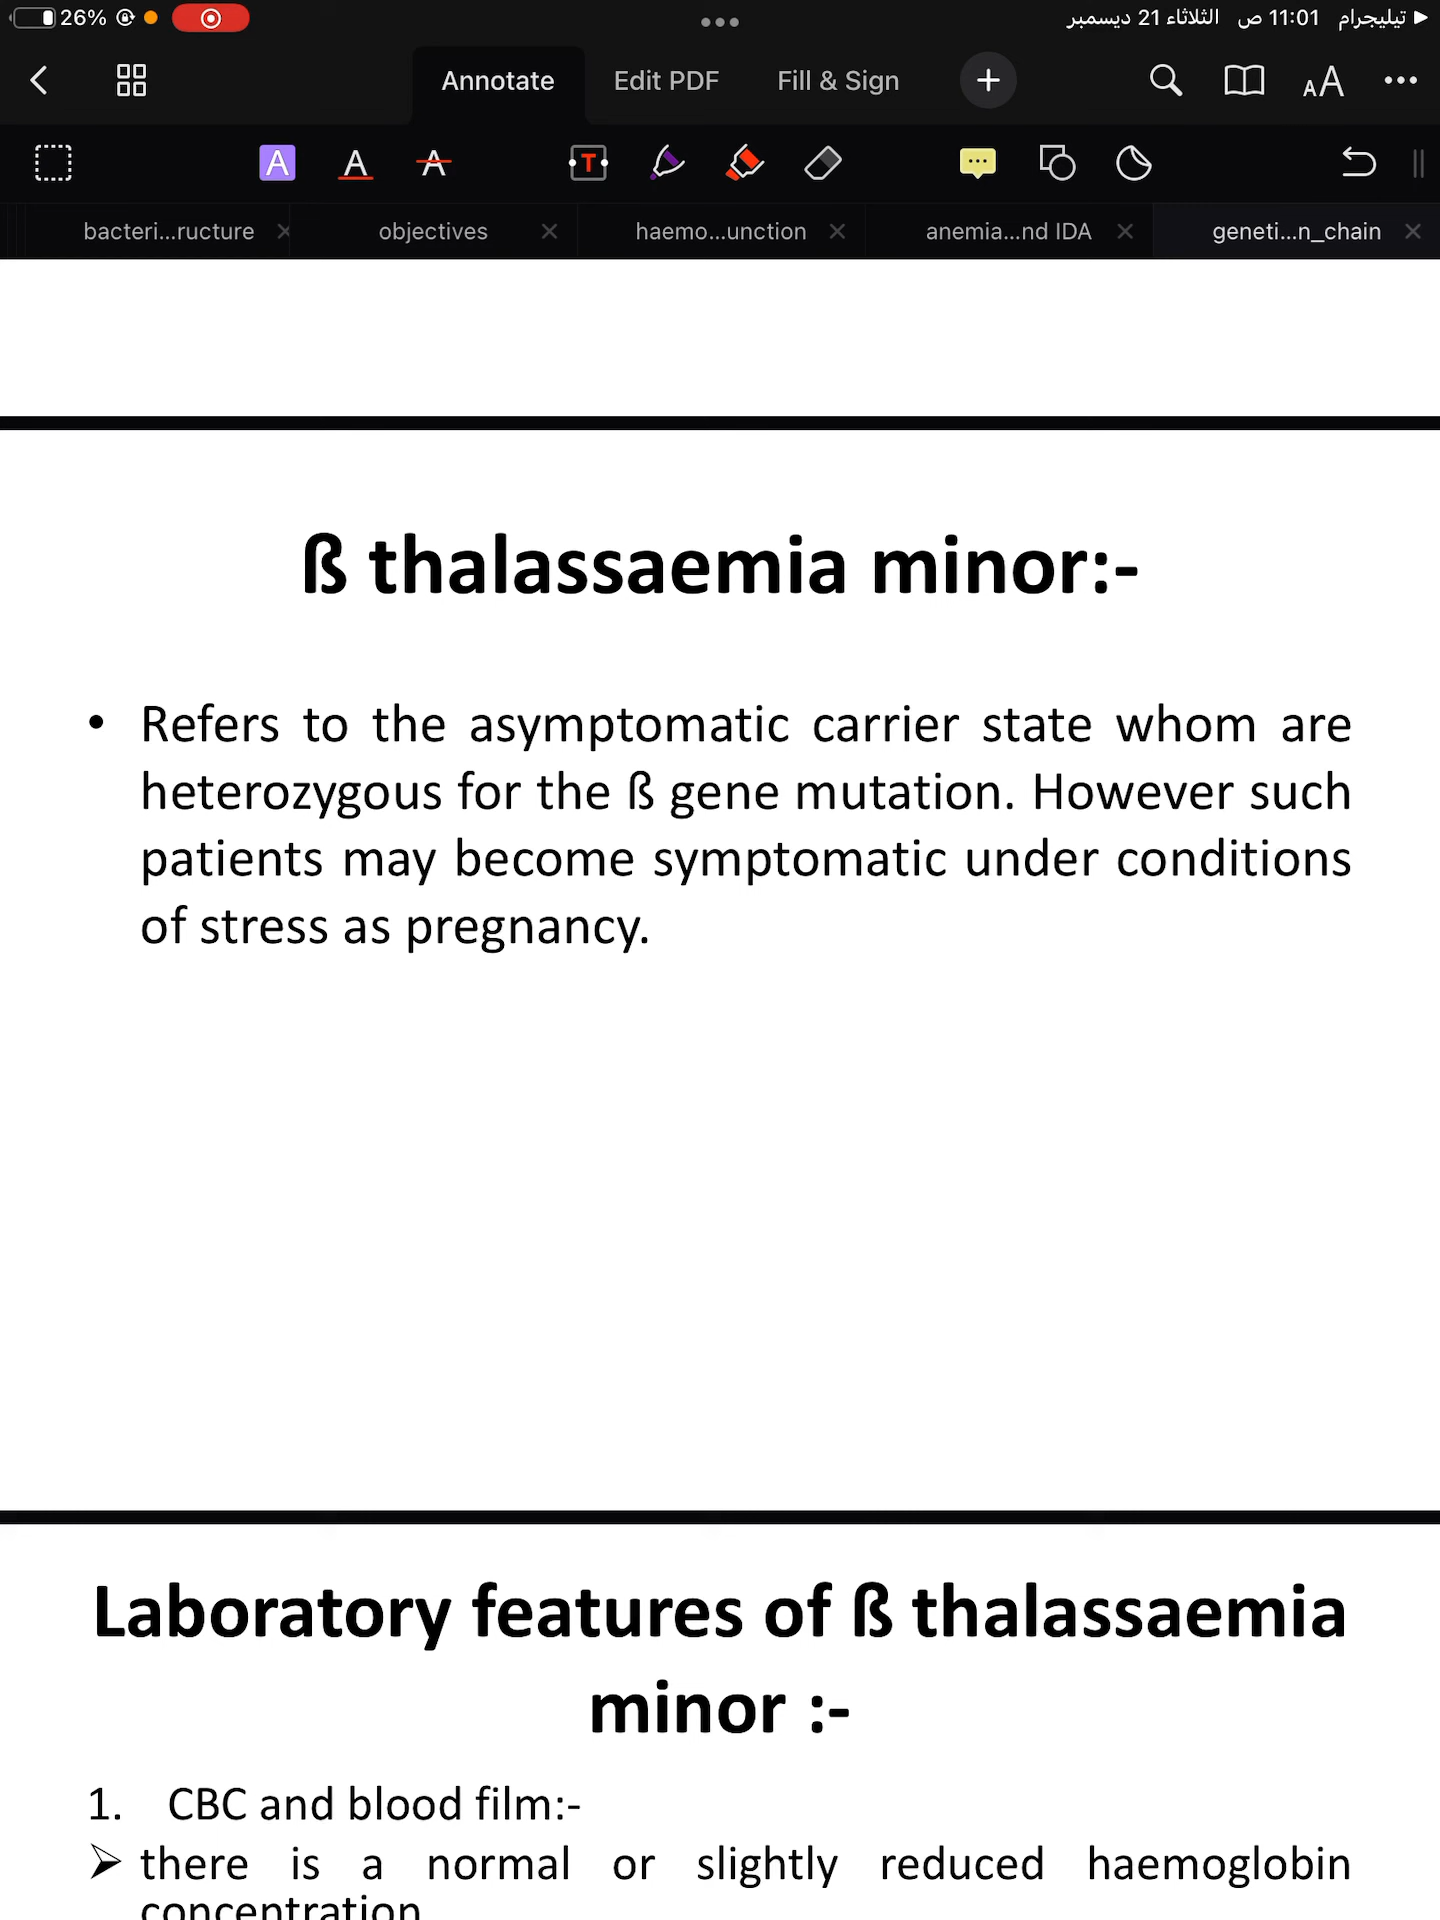 26% ••• ◀ تيليجرام 11:01 ص الثلاثاء 21 ديسمبر
Annotate Edit PDF Fill & Sign + AA •••
A A A T
bacteri...ructure objectives haemo...unction anemia...nd IDA geneti...n_chain
ß thalassaemia minor:-
• Refers to the asymptomatic carrier state whom are
heterozygous for the ß gene mutation. However such
patients may become symptomatic under conditions
of stress as pregnancy.
Laboratory features of ß thalassaemia
minor :-
1. CBC and blood film:-
➢ there is a normal or slightly reduced haemoglobin
concentration